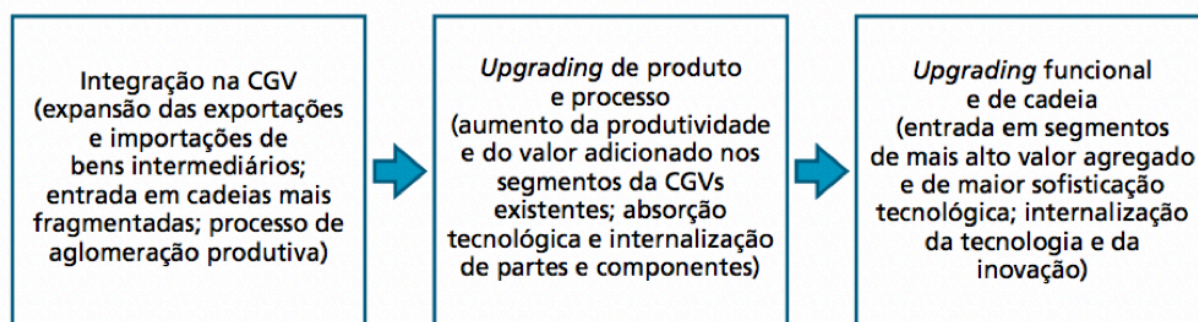 Integração na CGV
(expansão das exportações
e importações de
bens intermediários;
entrada em cadeias mais
fragmentadas; processo de
aglomeração produtiva)
Upgrading de produto
e processo
(aumento da produtividade
e do valor adicionado nos
segmentos da CGVs
existentes; absorção
tecnológica e internalização
de partes e componentes)
Upgrading funcional
e de cadeia
(entrada em segmentos
de mais alto valor agregado
e de maior sofisticação
tecnológica; internalização
da tecnologia e da
inovação)